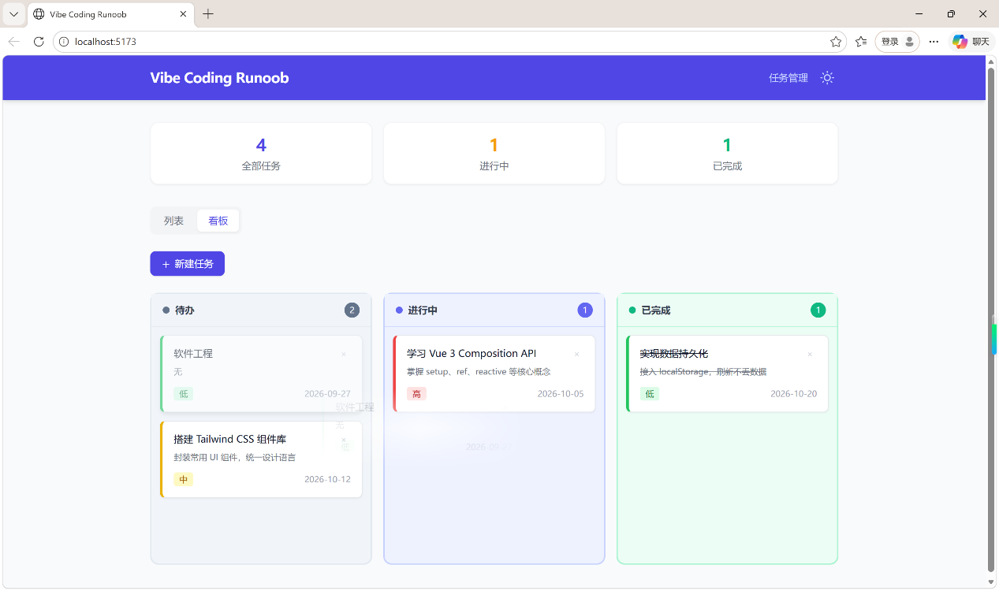 Vibe Coding Runoob
localhost:5173
登录
聊天
Vibe Coding Runoob
任务管理
4
全部任务
1
进行中
1
已完成
列表
看板
+ 新建任务
待办
2
软件工程
×
无
低
2026-09-27
软件工程
无
低
2026-09-27
搭建 Tailwind CSS 组件库
×
封装常用 UI 组件，统一设计语言
中
2026-10-12
进行中
1
学习 Vue 3 Composition API
×
掌握 setup、ref、reactive 等核心概念
高
2026-10-05
已完成
1
实现数据持久化
×
接入 localStorage，刷新不丢数据
低
2026-10-20